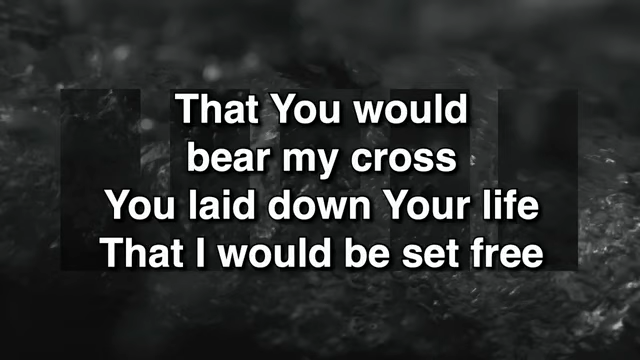 That You would
bear my cross
You laid down Your life
That I would be set free